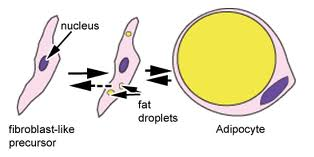 nucleus
fat
droplets
fibroblast-like
precursor
Adipocyte